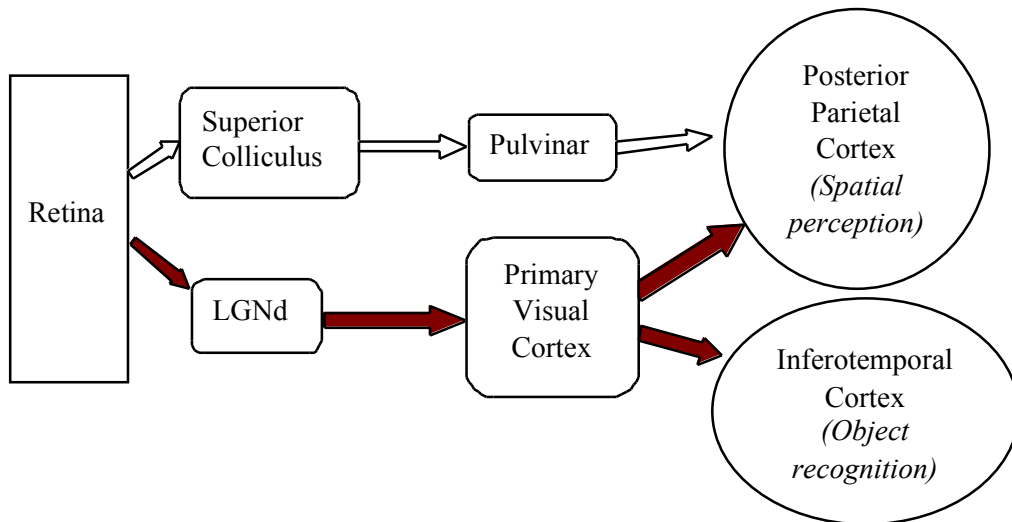 Retina
Superior
Colliculus
Pulvinar
Posterior
Parietal
Cortex
(Spatial
perception)
LGNd
Primary
Visual
Cortex
Inferotemporal
Cortex
(Object
recognition)